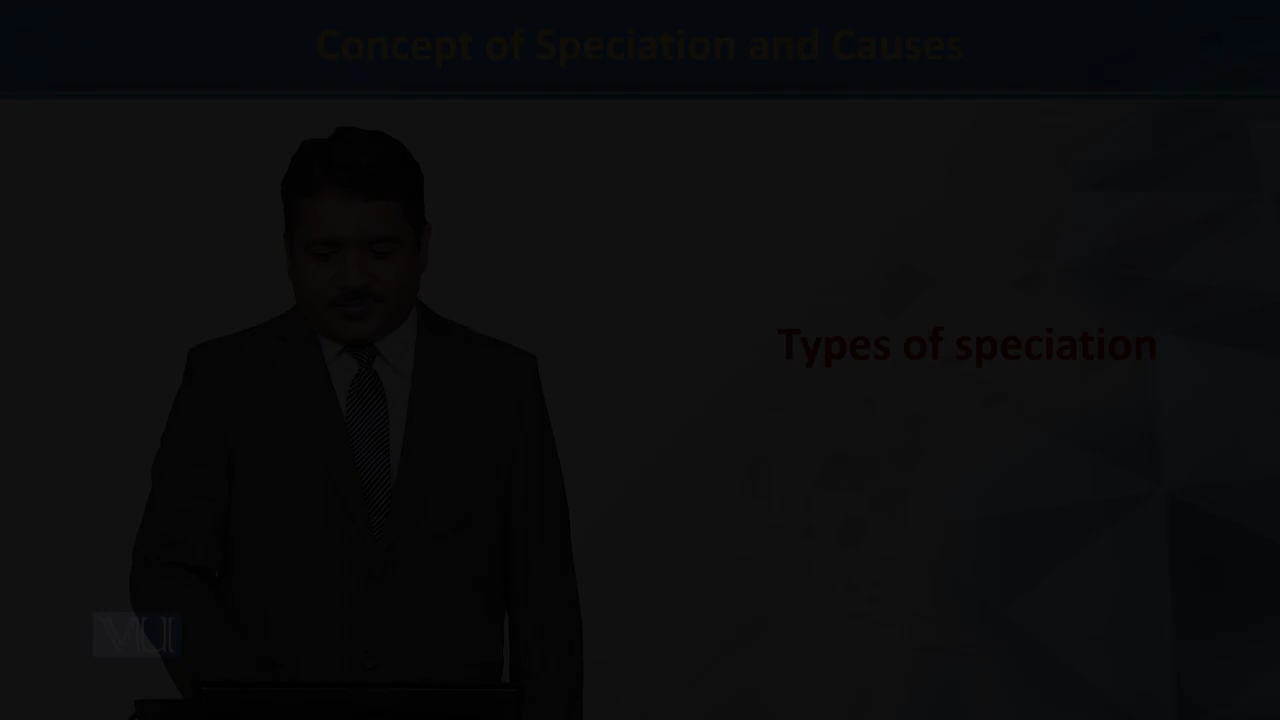 Concept of Speciation and Causes
Types of speciation
VU